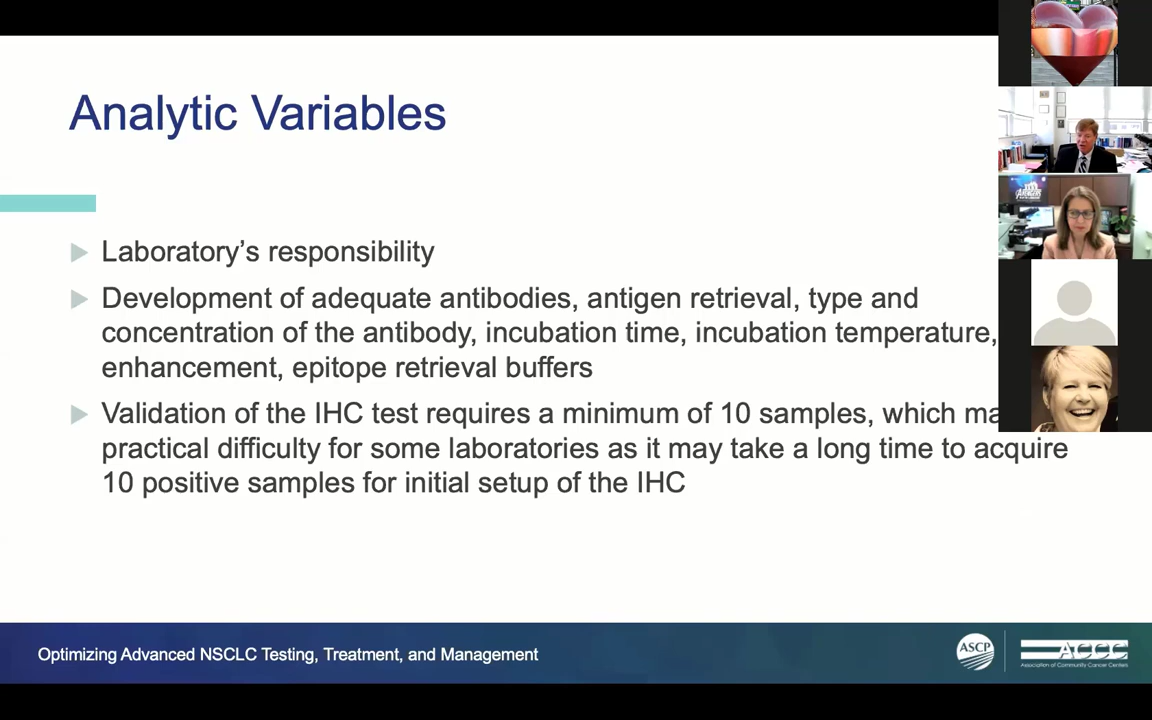 Analytic Variables
Laboratory’s responsibility
Development of adequate antibodies, antigen retrieval, type and
concentration of the antibody, incubation time, incubation temperature,
enhancement, epitope retrieval buffers
Validation of the IHC test requires a minimum of 10 samples, which
practical difficulty for some laboratories as it may take a long time to acquire
10 positive samples for initial setup of the IHC
Optimizing Advanced NSCLC Testing, Treatment, and Management
ASCP
ACCC
Association of Community Cancer Centers
AVENGERS